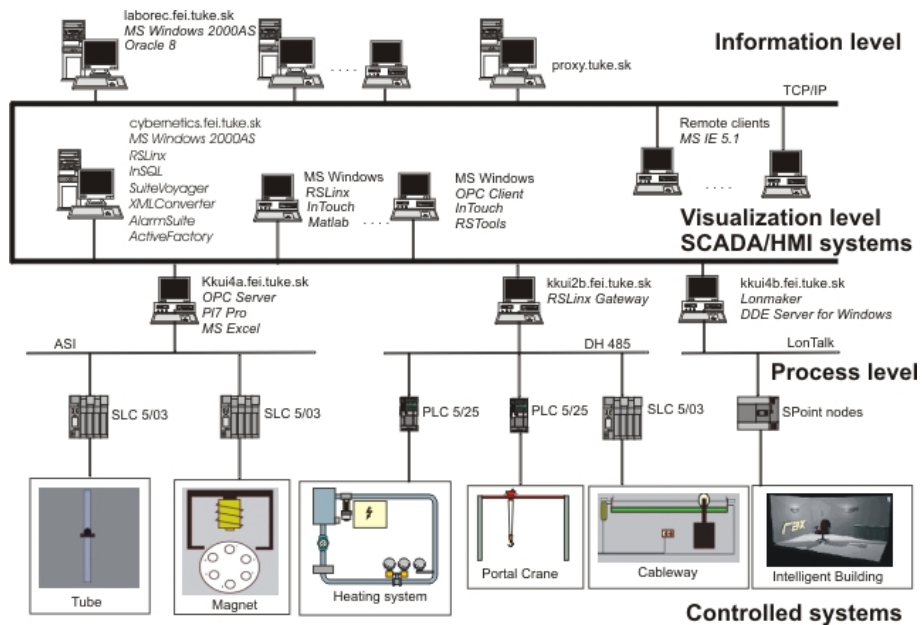 laborec.fei.tuke.sk
MS Windows 2000AS
Oracle 8
. . . .
proxy.tuke.sk
Information level
TCP/IP
cybernetics.fei.tuke.sk
MS Windows 2000AS
RSLinx
InSQL
SuiteVoyager
XMLConverter
AlarmSuite
ActiveFactory
MS Windows
RSLinx
InTouch
Matlab
. . . .
MS Windows
OPC Client
InTouch
RSTools
Remote clients
MS IE 5.1
. . . .
Visualization level
SCADA/HMI systems
Kkui4a.fei.tuke.sk
OPC Server
PI7 Pro
MS Excel
kkui2b.fei.tuke.sk
RSLinx Gateway
kkui4b.fei.tuke.sk
Lonmaker
DDE Server for Windows
ASI
DH 485
LonTalk
Process level
SLC 5/03
SLC 5/03
PLC 5/25
PLC 5/25
SLC 5/03
SPoint nodes
Tube
Magnet
Heating system
Portal Crane
Cableway
rax
Intelligent Building
Controlled systems